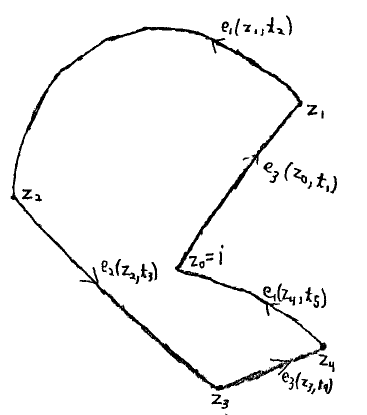 e₁(z₁,t₂)
z₁
e₃(z₀,t₁)
z₂
e₂(z₂,t₃)
z₀=i
e₁(z₄,t₅)
z₄
e₃(z₃,t₄)
z₃